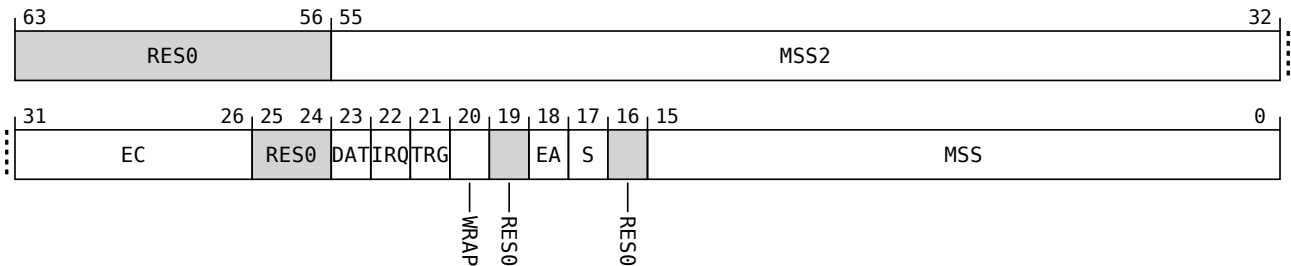 63 56 55 32
RES0 MSS2
31 26 25 24 23 22 21 20 19 18 17 16 15 0
EC RES0 DAT IRQ TRG EA S MSS
WRAP RES0 RES0